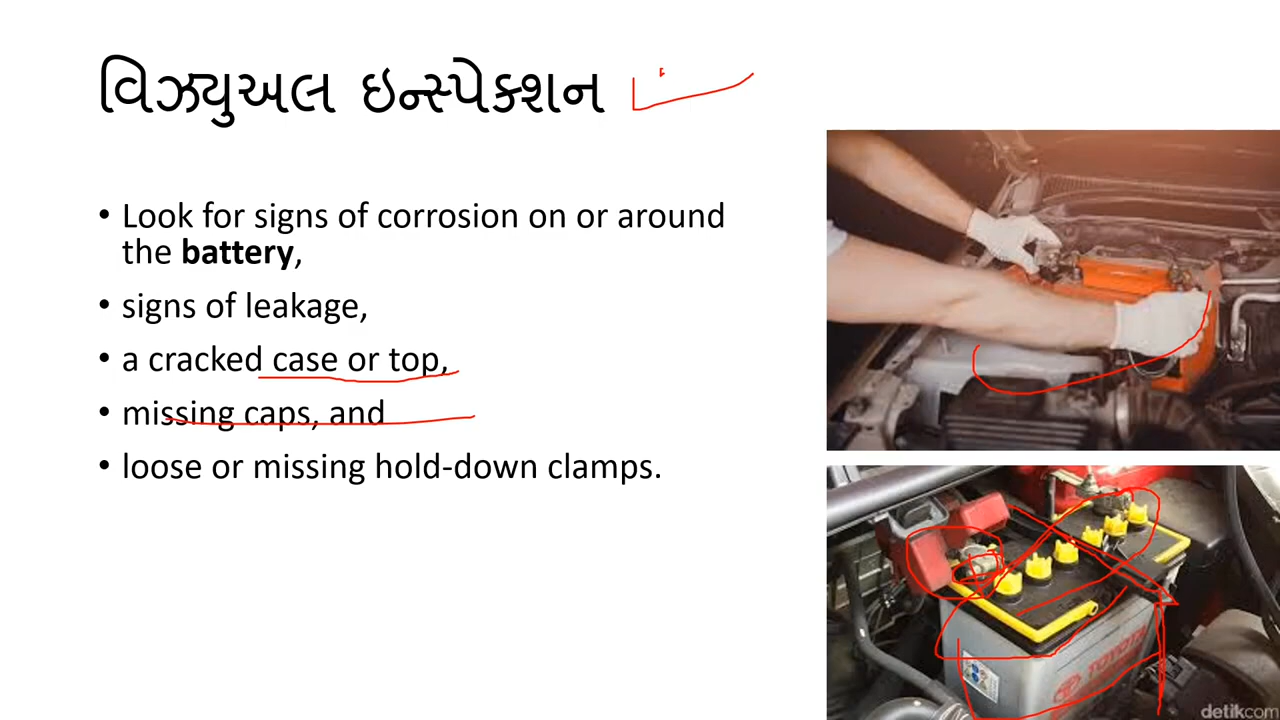 વિઝ્યુઅલ ઇન્સ્પેક્શન
• Look for signs of corrosion on or around
the battery,
• signs of leakage,
• a cracked case or top,
• missing caps, and
• loose or missing hold-down clamps.
TOYOTA
detikcom